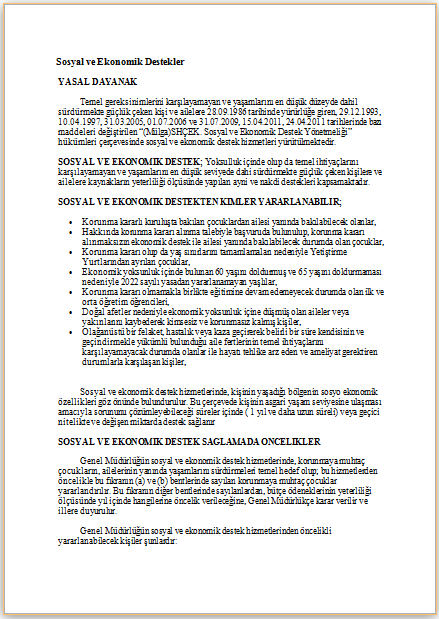 Sosyal ve Ekonomik Destekler
YASAL DAYANAK
Temel gereksinimlerini karşılayamayan ve yaşamlarını en düşük düzeyde dahil
sürdürmekte güçlük çeken kişi ve ailelere 28.09.1986 tarihinde yürürlüğe giren, 29.12.1993,
10.04.1997, 31.03.2005, 01.07.2006 ve 31.07.2009, 15.04.2011, 24.04.2011 tarihlerinde bazı
maddeleri değiştirilen “(Mülga)SHÇEK. Sosyal ve Ekonomik Destek Yönetmeliği”
hükümleri çerçevesinde sosyal ve ekonomik destek hizmetleri yürütülmektedir.
SOSYAL VE EKONOMIK DESTEK; Yoksulluk içinde olup da temel ihtiyaçlarını
karşılayamayan ve yaşamlarını en düşük seviyede dahi sürdürmekte güçlük çeken kişilere ve
ailelere kaynakların yeterliliği ölçüsünde yapılan ayni ve nakdi destekleri kapsamaktadır.
SOSYAL VE EKONOMIK DESTEKTEN KIMLER YARARLANABILIR;
• Korunma kararlı kuruluşta bakılan çocuklardan ailesi yanında bakılabilecek olanlar,
• Hakkında korunma kararı alınma talebiyle başvuruda bulunulup, korunma kararı
alınmaksızın ekonomik destek ile ailesi yanında bakılabilecek durumda olan çocuklar,
• Korunma kararı olup da yaş sınırlarını tamamlamaları nedeniyle Yetiştirme
Yurtlarından ayrılan çocuklar,
• Ekonomik yoksunluk içinde bulunan 60 yaşını doldurmuş ve 65 yaşını doldurmaması
nedeniyle 2022 sayılı yasadan yararlanamayan yaşlılar,
• Korunma kararı olmamakla birlikte eğitimine devam edemeyecek durumda olan ilk ve
orta öğretim öğrencileri,
• Doğal afetler nedeniyle ekonomik yoksunluk içine düşmüş olan aileler veya
yakınlarını kaybederek kimsesiz ve korunmasız kalmış kişiler,
• Olağanüstü bir felaket, hastalık veya kaza geçirerek belirli bir süre kendisinin ve
geçindirmekle yükümlü bulunduğu aile fertlerinin temel ihtiyaçlarını
karşılayamayacak durumda olanlar ile hayati tehlike arz eden ve ameliyat gerektiren
durumlarla karşılaşan kişiler,
Sosyal ve ekonomik destek hizmetlerinde, kişinin yaşadığı bölgenin sosyo ekonomik
özellikleri göz önünde bulundurulur. Bu çerçevede kişinin asgari yaşam seviyesine ulaşması
amacıyla sorununu çözümleyebileceği süreler içinde ( 1 yıl ve daha uzun süreli) veya geçici
nitelikte ve değişen miktarda destek sağlanır
SOSYAL VE EKONOMIK DESTEK SAGLAMADA ONCELIKLER
Genel Müdürlüğün sosyal ve ekonomik destek hizmetlerinde, korunmaya muhtaç
çocukların, ailelerinin yanında yaşamlarını sürdürmeleri temel hedef olup; bu hizmetlerden
öncelikle bu fıkranın (a) ve (b) bentlerinde sayılan korunmaya muhtaç çocuklar
yararlandırılır. Bu fıkranın diğer bentlerinde sayılanlardan, bütçe ödeneklerinin yeterliliği
ölçüsünde yıl içinde hangilerine öncelik verileceğine, Genel Müdürlükçe karar verilir ve
illere duyurulur.
Genel Müdürlüğün sosyal ve ekonomik destek hizmetlerinden öncelikli
yararlanabilecek kişiler şunlardır: